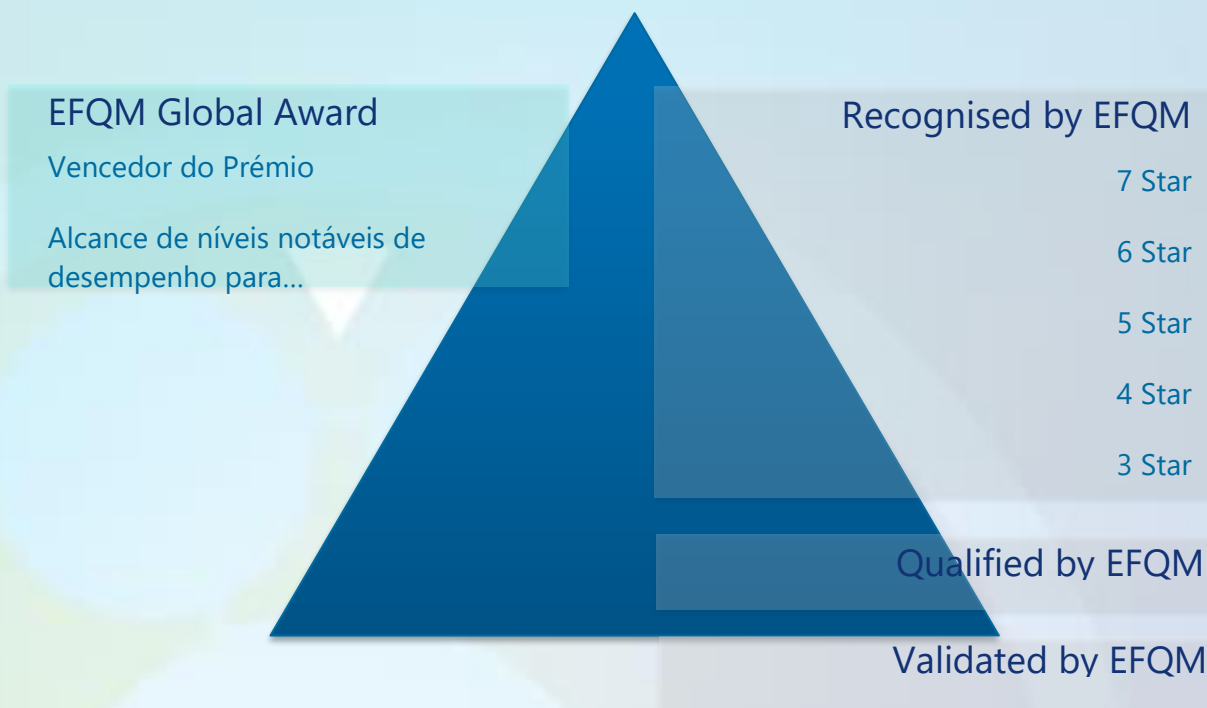 EFQM Global Award
Vencedor do Prémio
Alcance de níveis notáveis de
desempenho para...
Recognised by EFQM
7 Star
6 Star
5 Star
4 Star
3 Star
Qualified by EFQM
Validated by EFQM